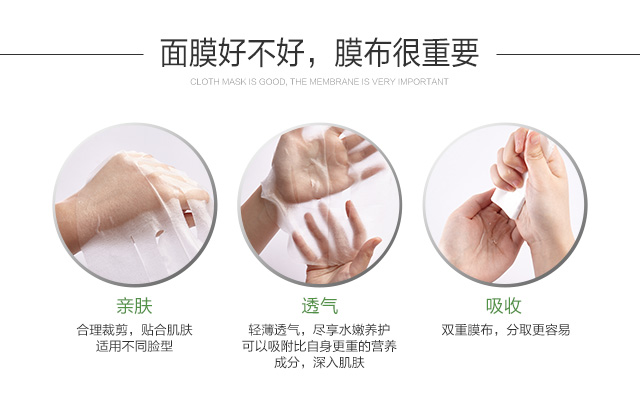 面膜好不好，膜布很重要
CLOTH MASK IS GOOD, THE MEMBRANE IS VERY IMPORTANT
亲肤
合理裁剪，贴合肌肤
适用不同脸型
透气
轻薄透气，尽享水嫩养护
可以吸附比自身更重的营养
成分，深入肌肤
吸收
双重膜布，分取更容易